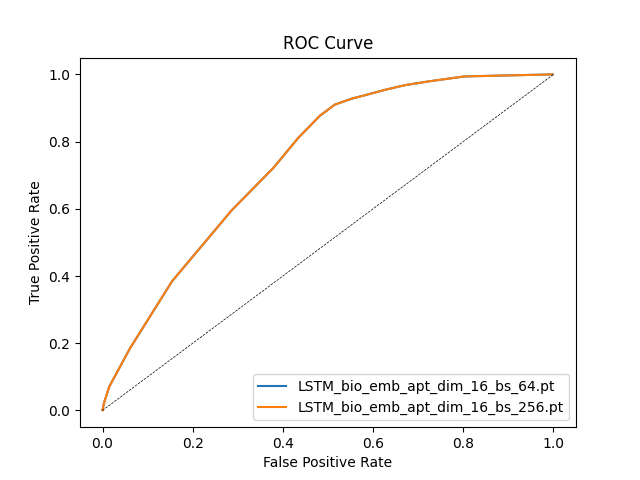 ROC Curve
1.0
0.8
0.6
0.4
0.2
0.0
True Positive Rate
LSTM_bio_emb_apt_dim_16_bs_64.pt
LSTM_bio_emb_apt_dim_16_bs_256.pt
0.0 0.2 0.4 0.6 0.8 1.0
False Positive Rate